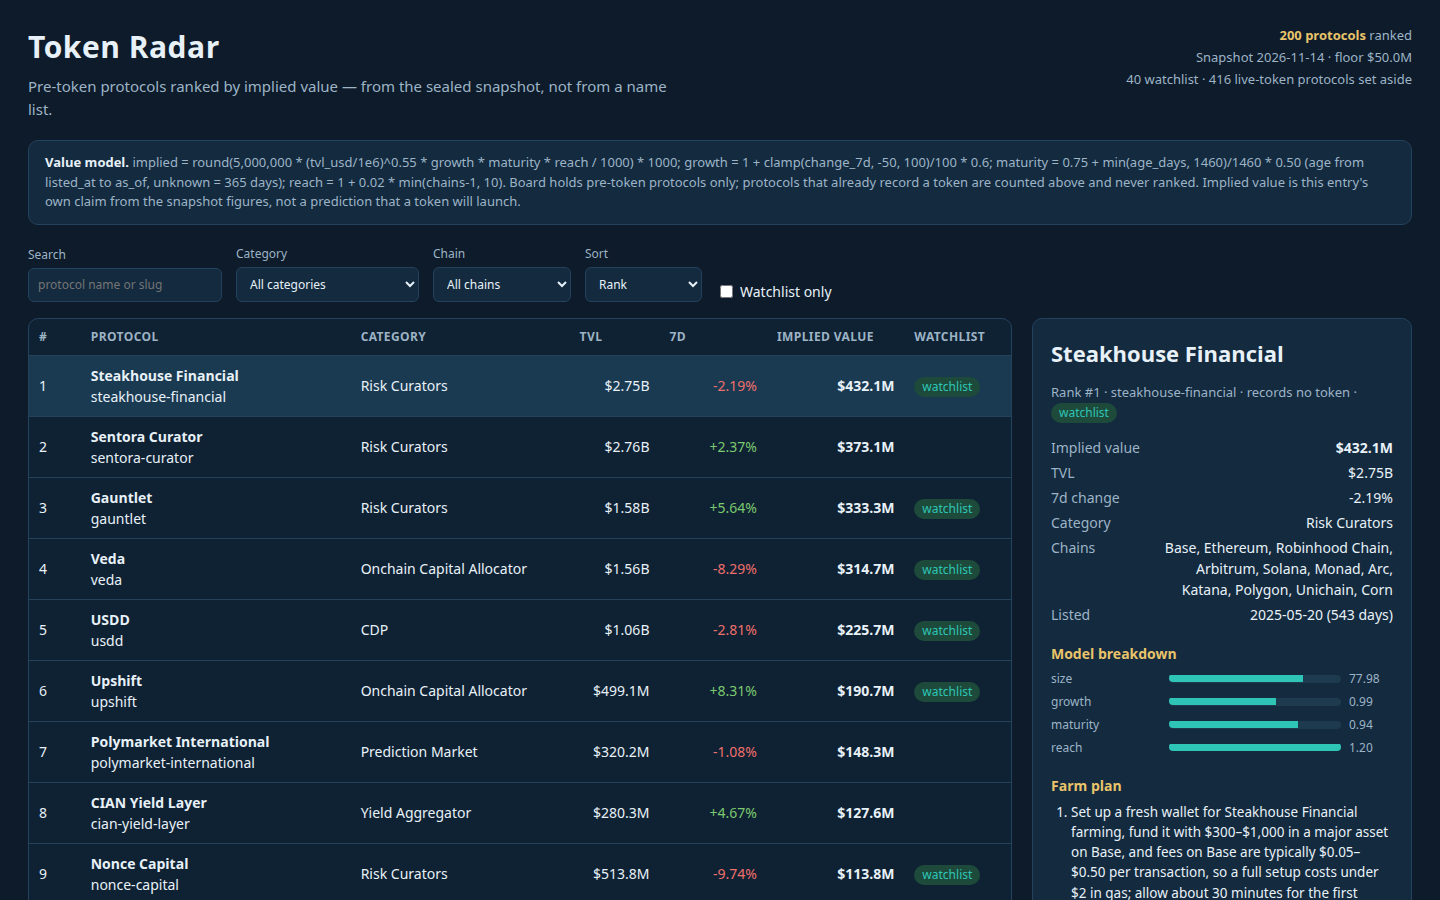 Token Radar
200 protocols ranked
Snapshot 2026-11-14 · floor $50.0M
40 watchlist · 416 live-token protocols set aside
Pre-token protocols ranked by implied value — from the sealed snapshot, not from a name
list.
Value model. implied = round(5,000,000 * (tvl_usd/1e6)^0.55 * growth * maturity * reach / 1000) * 1000; growth = 1 + clamp(change_7d, -50, 100)/100 * 0.6; maturity = 0.75 + min(age_days, 1460)/1460 * 0.50 (age from
listed_at to as_of, unknown = 365 days); reach = 1 + 0.02 * min(chains-1, 10). Board holds pre-token protocols only; protocols that already record a token are counted above and never ranked. Implied value is this entry's
own claim from the snapshot figures, not a prediction that a token will launch.
Search Category Chain Sort
protocol name or slug All categories All chains Rank Watchlist only
# PROTOCOL CATEGORY TVL 7D IMPLIED VALUE WATCHLIST
1 Steakhouse Financial Risk Curators $2.75B -2.19% $432.1M watchlist
steakhouse-financial
2 Sentora Curator Risk Curators $2.76B +2.37% $373.1M
sentora-curator
3 Gauntlet Risk Curators $1.58B +5.64% $333.3M watchlist
gauntlet
4 Veda Onchain Capital Allocator $1.56B -8.29% $314.7M watchlist
veda
5 USDD CDP $1.06B -2.81% $225.7M watchlist
usdd
6 Upshift Onchain Capital Allocator $499.1M +8.31% $190.7M watchlist
upshift
7 Polymarket International Prediction Market $320.2M -1.08% $148.3M
polymarket-international
8 CIAN Yield Layer Yield Aggregator $280.3M +4.67% $127.6M
cian-yield-layer
9 Nonce Capital Risk Curators $513.8M -9.74% $113.8M watchlist
nonce-capital
Steakhouse Financial
Rank #1 · steakhouse-financial · records no token ·
watchlist
Implied value $432.1M
TVL $2.75B
7d change -2.19%
Category Risk Curators
Chains Base, Ethereum, Robinhood Chain,
Arbitrum, Solana, Monad, Arc,
Katana, Polygon, Unichain, Corn
Listed 2025-05-20 (543 days)
Model breakdown
size 77.98
growth 0.99
maturity 0.94
reach 1.20
Farm plan
1. Set up a fresh wallet for Steakhouse Financial
farming, fund it with $300–$1,000 in a major asset
on Base, and fees on Base are typically $0.05–
$0.50 per transaction, so a full setup costs under
$2 in gas; allow about 30 minutes for the first